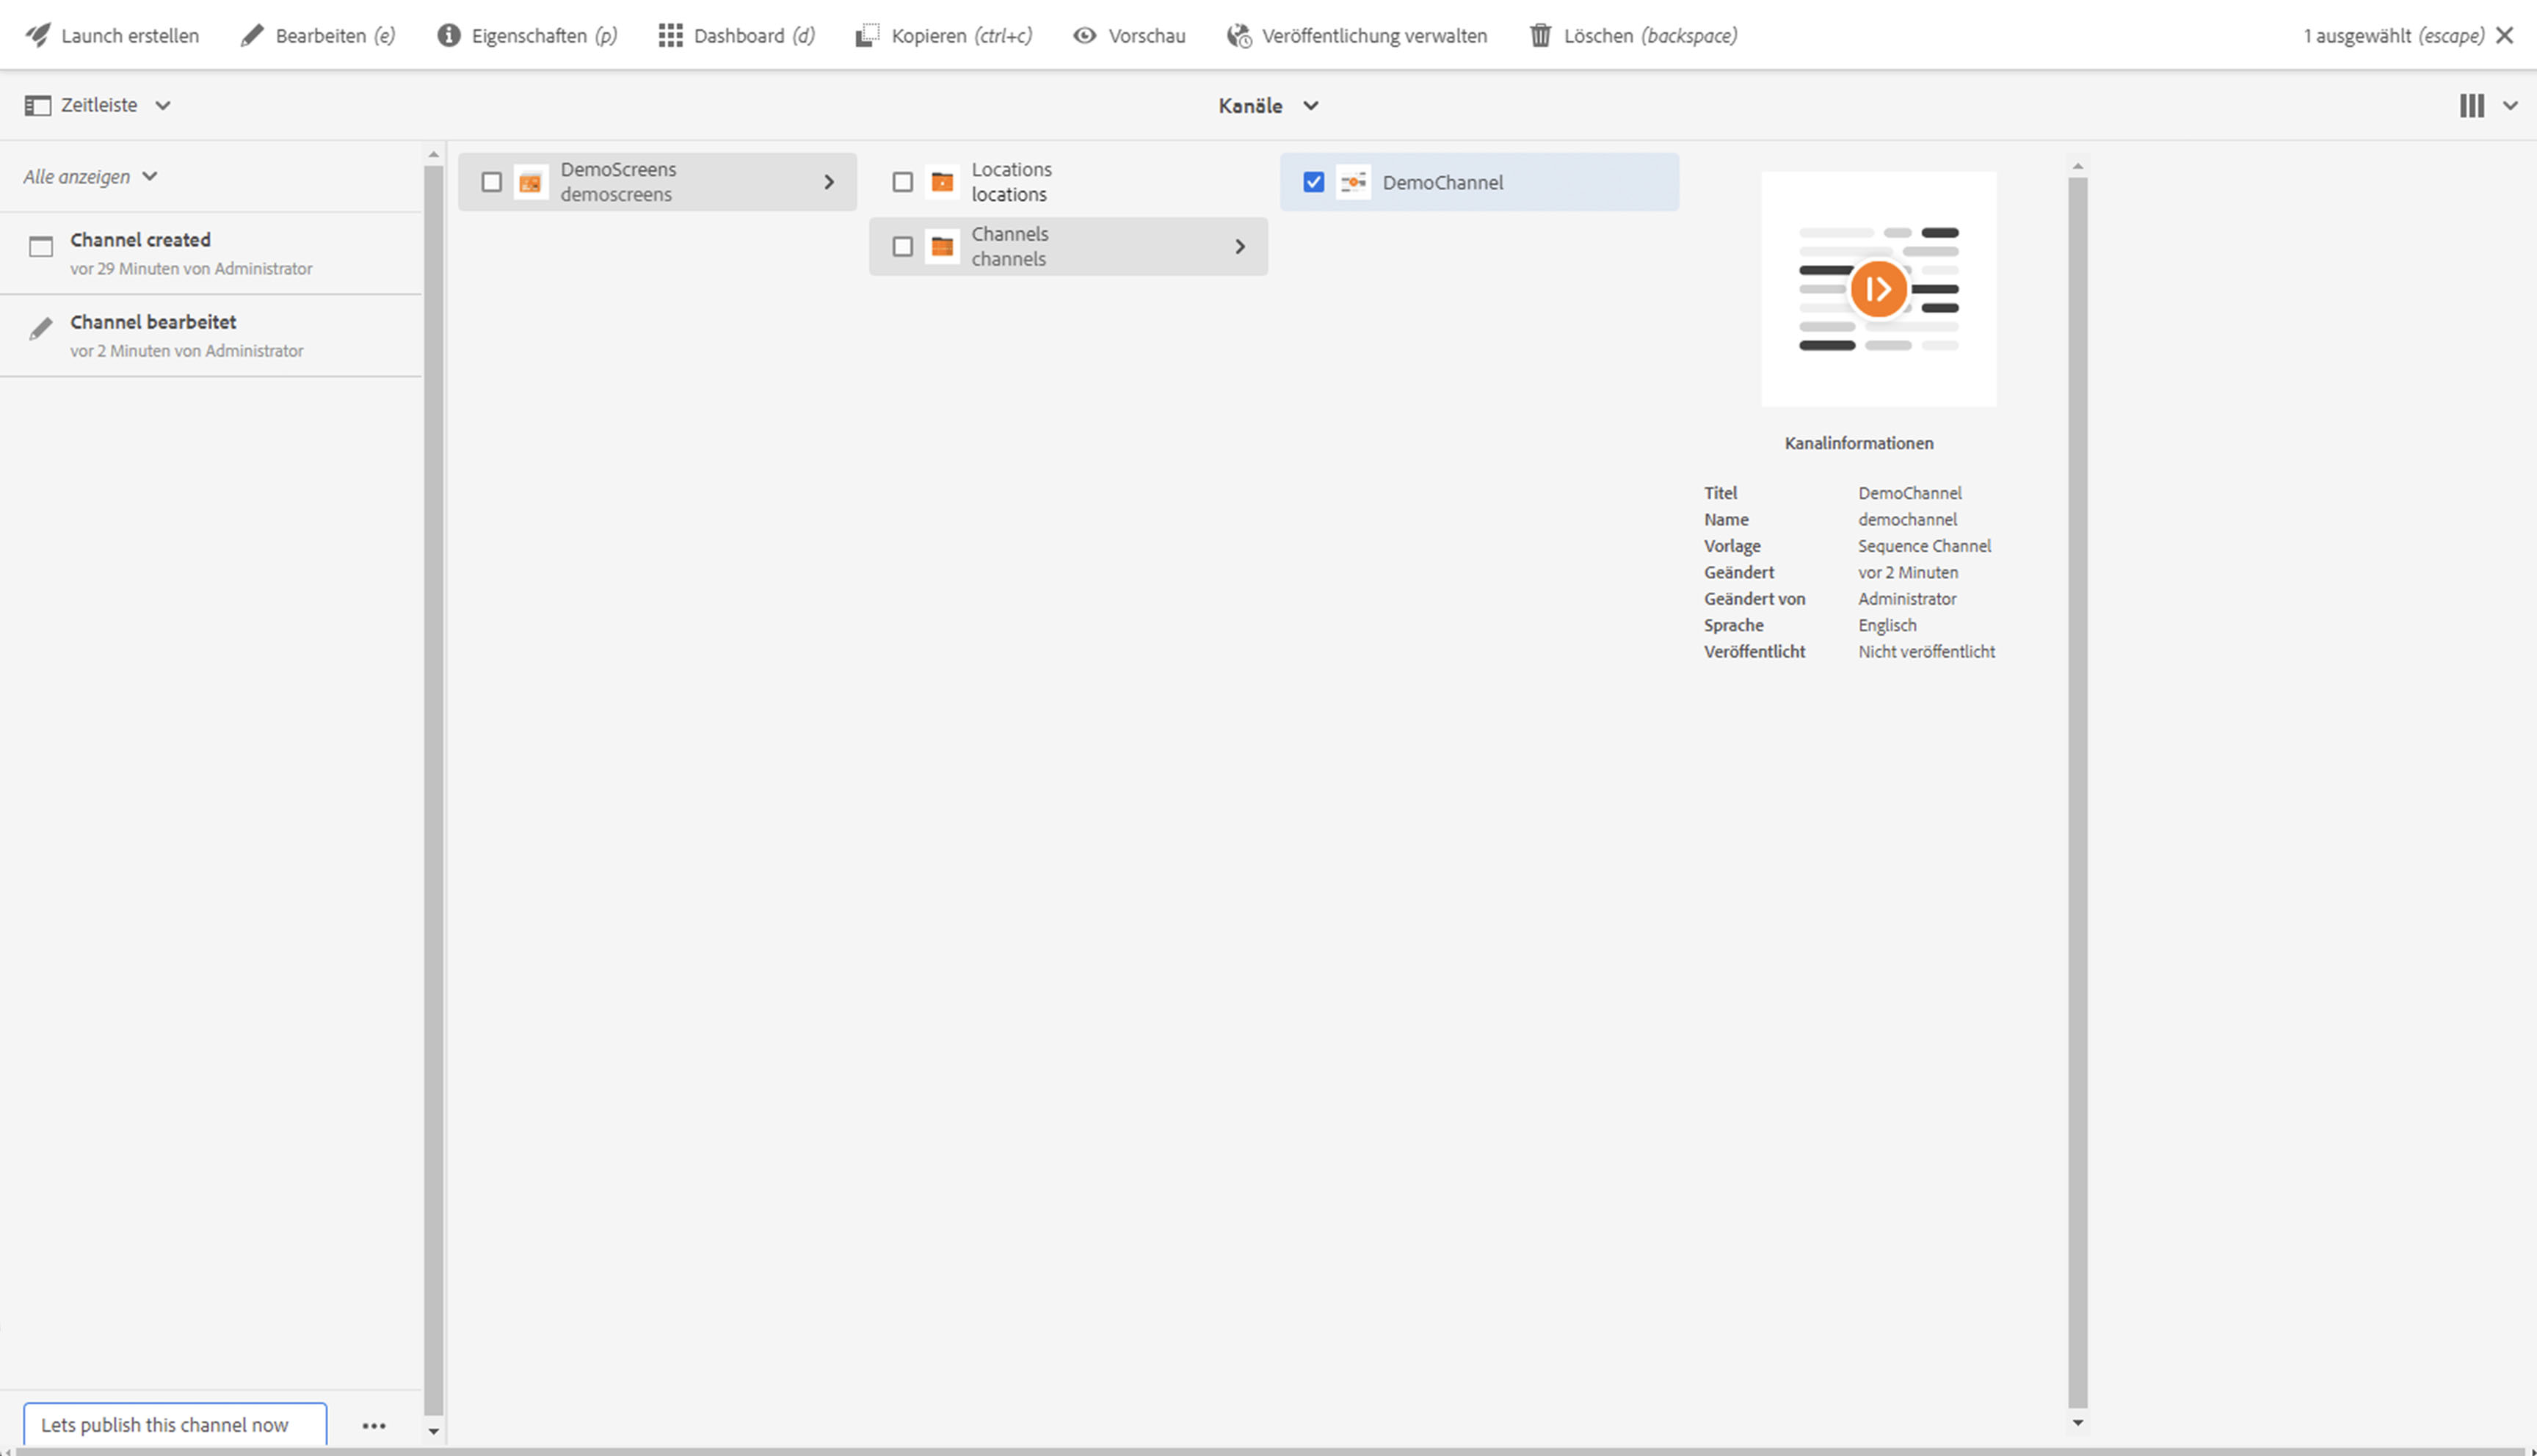 Launch erstellen Bearbeiten (e) Eigenschaften (p) Dashboard (d) Kopieren (ctrl+c) Vorschau Veröffentlichung verwalten Löschen (backspace) 1 ausgewählt (escape)
Zeitleiste Kanäle
Alle anzeigen
Channel created
vor 29 Minuten von Administrator
Channel bearbeitet
vor 2 Minuten von Administrator
Lets publish this channel now
DemoScreens
demoscreens
Locations
locations
Channels
channels
DemoChannel
Kanalinformationen
Titel DemoChannel
Name demochannel
Vorlage Sequence Channel
Geändert vor 2 Minuten
Geändert von Administrator
Sprache Englisch
Veröffentlicht Nicht veröffentlicht